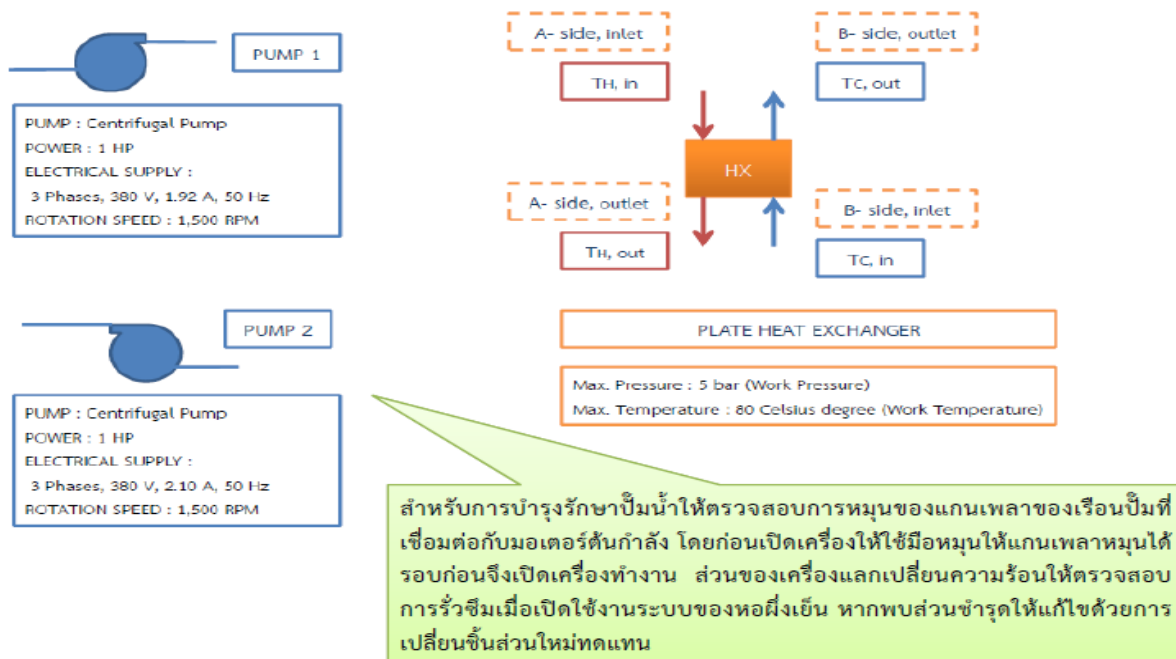 PUMP 1
PUMP : Centrifugal Pump
POWER : 1 HP
ELECTRICAL SUPPLY :
3 Phases, 380 V, 1.92 A, 50 Hz
ROTATION SPEED : 1,500 RPM
A- side, inlet
B- side, outlet
TH, in
TC, out
HX
A- side, outlet
B- side, inlet
TH, out
TC, in
PUMP 2
PUMP : Centrifugal Pump
POWER : 1 HP
ELECTRICAL SUPPLY :
3 Phases, 380 V, 2.10 A, 50 Hz
ROTATION SPEED : 1,500 RPM
PLATE HEAT EXCHANGER
Max. Pressure : 5 bar (Work Pressure)
Max. Temperature : 80 Celsius degree (Work Temperature)
สำหรับการบำรุงรักษาปั๊มน้ำให้ตรวจสอบการหมุนของแกนเพลาของเรือนปั๊มที่
เชื่อมต่อกับมอเตอร์ต้นกำลัง โดยก่อนเปิดเครื่องให้ใช้มือหมุนให้แกนเพลาหมุนได้
รอบก่อนจึงเปิดเครื่องทำงาน ส่วนของเครื่องแลกเปลี่ยนความร้อนให้ตรวจสอบ
การรั่วซึมเมื่อเปิดใช้งานระบบของหอผึ่งเย็น หากพบส่วนชำรุดให้แก้ไขด้วยการ
เปลี่ยนชิ้นส่วนใหม่ทดแทน